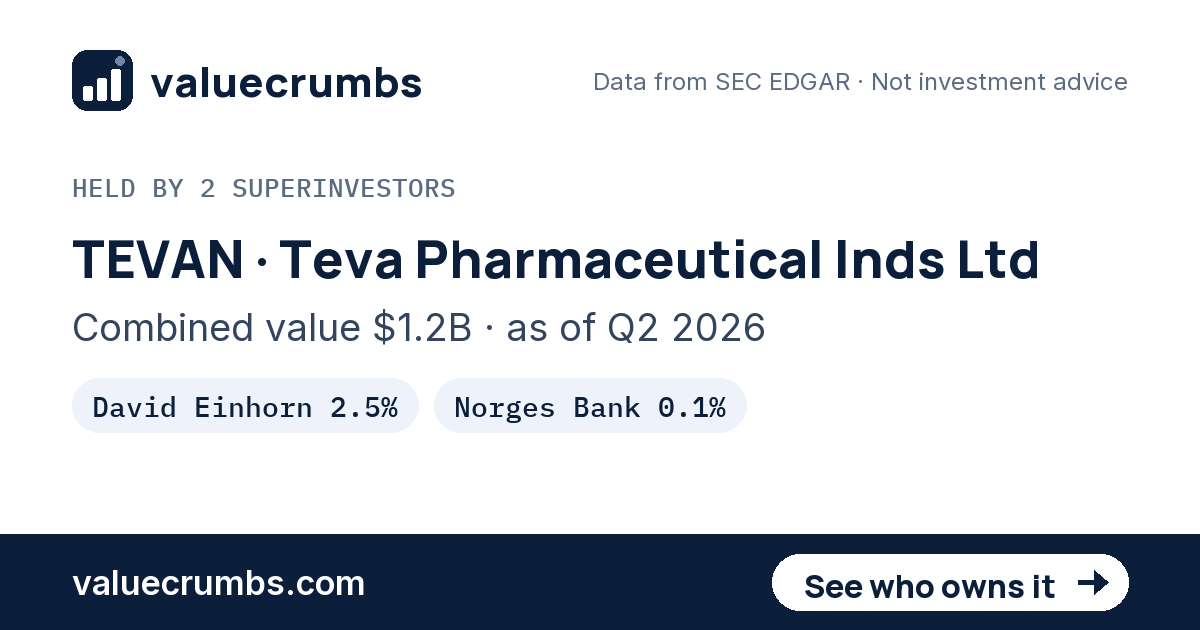 valuecrumbs
Data from SEC EDGAR · Not investment advice
HELD BY 2 SUPERINVESTORS
TEVAN · Teva Pharmaceutical Inds Ltd
Combined value $1.2B · as of Q2 2026
David Einhorn 2.5%
Norges Bank 0.1%
valuecrumbs.com
See who owns it →